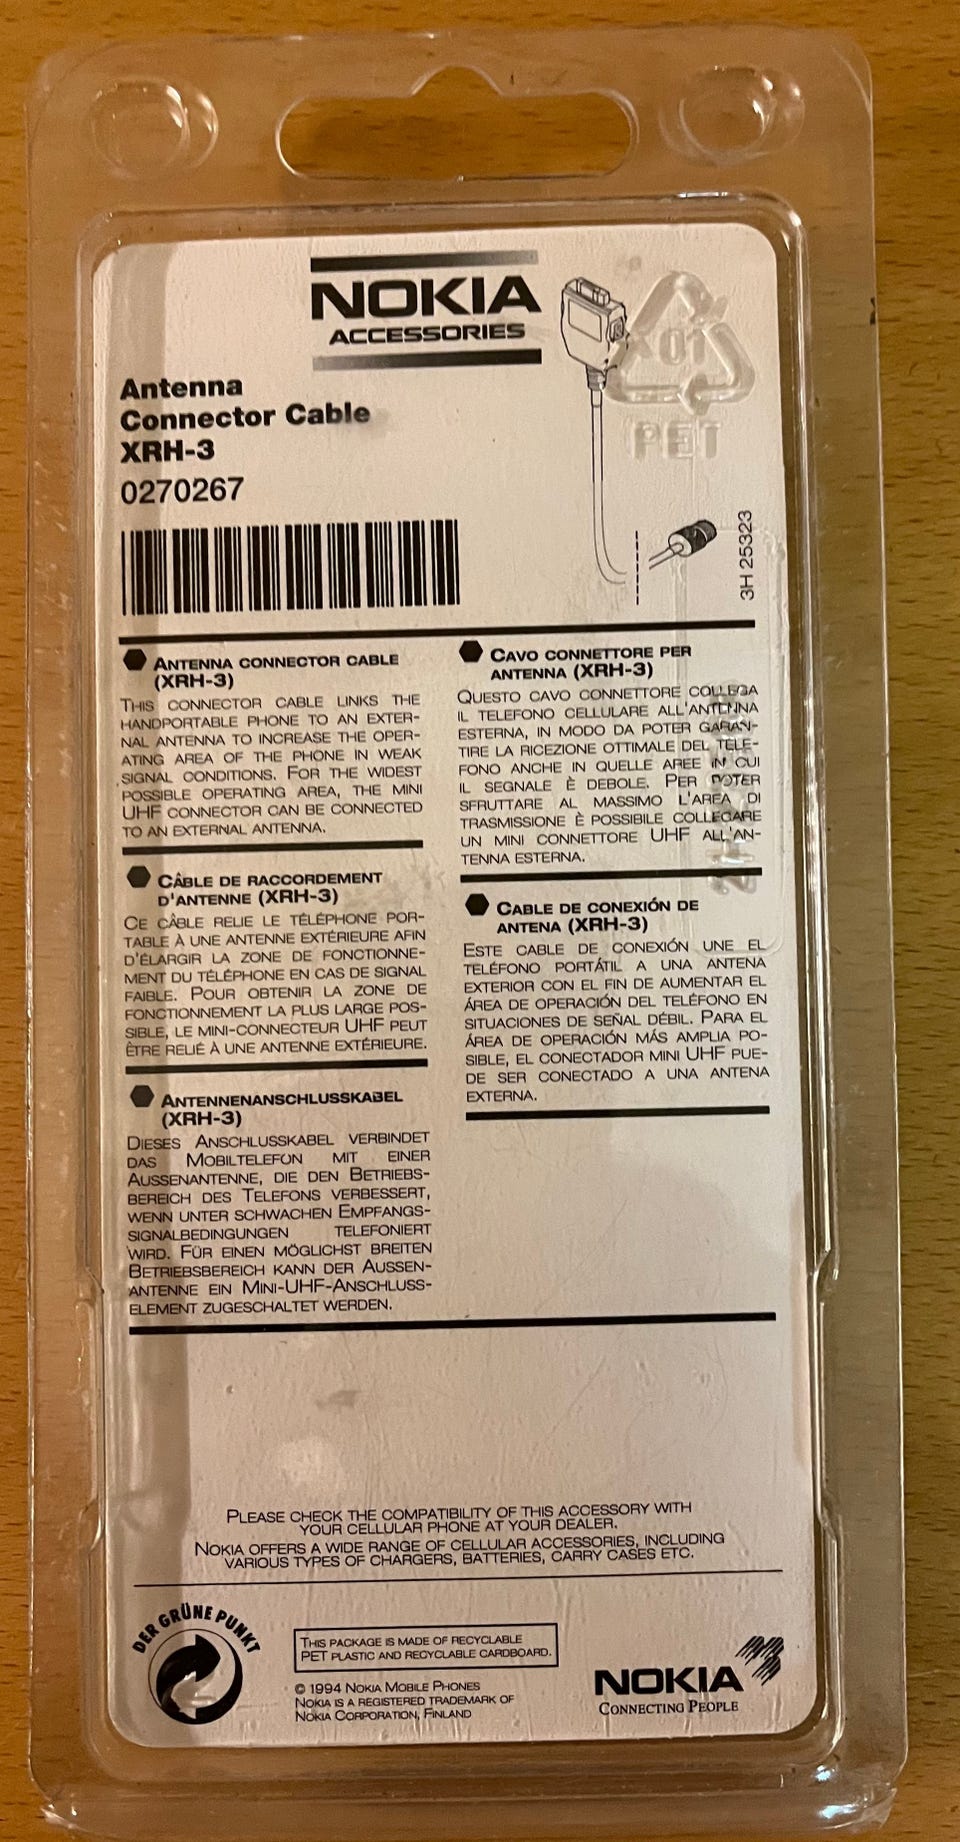 NOKIA
ACCESSORIES
01
PET
Antenna
Connector Cable
XRH-3
0270267
3H 25323
ANTENNA CONNECTOR CABLE
(XRH-3)
THIS CONNECTOR CABLE LINKS THE
HANDPORTABLE PHONE TO AN EXTER-
NAL ANTENNA TO INCREASE THE OPER-
ATING AREA OF THE PHONE IN WEAK
SIGNAL CONDITIONS. FOR THE WIDEST
POSSIBLE OPERATING AREA, THE MINI
UHF CONNECTOR CAN BE CONNECTED
TO AN EXTERNAL ANTENNA.
CÂBLE DE RACCORDEMENT
D'ANTENNE (XRH-3)
CE CÂBLE RELIE LE TÉLÉPHONE POR-
TABLE À UNE ANTENNE EXTÉRIEURE AFIN
D'ÉLARGIR LA ZONE DE FONCTIONNE-
MENT DU TÉLÉPHONE EN CAS DE SIGNAL
FAIBLE. POUR OBTENIR LA ZONE DE
FONCTIONNEMENT LA PLUS LARGE POS-
SIBLE, LE MINI-CONNECTEUR UHF PEUT
ÊTRE RELIÉ À UNE ANTENNE EXTÉRIEURE.
ANTENNENANSCHLUSSKABEL
(XRH-3)
DIESES ANSCHLUSSKABEL VERBINDET
DAS MOBILTELEFON MIT EINER
AUSSENANTENNE, DIE DEN BETRIEBS-
BEREICH DES TELEFONS VERBESSERT,
WENN UNTER SCHWACHEN EMPFANGS-
SIGNALBEDINGUNGEN TELEFONIERT
WIRD. FÜR EINEN MÖGLICHST BREITEN
BETRIEBSBEREICH KANN DER AUSSEN-
ANTENNE EIN MINI-UHF-ANSCHLUSS-
ELEMENT ZUGESCHALTET WERDEN.
CAVO CONNETTORE PER
ANTENNA (XRH-3)
QUESTO CAVO CONNETTORE COLLEGA
IL TELEFONO CELLULARE ALL'ANTENNA
ESTERNA, IN MODO DA POTER GARAN-
TIRE LA RICEZIONE OTTIMALE DEL TELE-
FONO ANCHE IN QUELLE AREE IN CUI
IL SEGNALE È DEBOLE. PER POTER
SFRUTTARE AL MASSIMO L'AREA DI
TRASMISSIONE È POSSIBILE COLLEGARE
UN MINI CONNETTORE UHF ALL'AN-
TENNA ESTERNA.
CABLE DE CONEXIÓN DE
ANTENA (XRH-3)
ESTE CABLE DE CONEXIÓN UNE EL
TELÉFONO PORTÁTIL A UNA ANTENA
EXTERIOR CON EL FIN DE AUMENTAR EL
ÁREA DE OPERACIÓN DEL TELÉFONO EN
SITUACIONES DE SEÑAL DÉBIL. PARA EL
ÁREA DE OPERACIÓN MÁS AMPLIA PO-
SIBLE, EL CONECTADOR MINI UHF PUE-
DE SER CONECTADO A UNA ANTENA
EXTERNA.
PLEASE CHECK THE COMPATIBILITY OF THIS ACCESSORY WITH
YOUR CELLULAR PHONE AT YOUR DEALER.
NOKIA OFFERS A WIDE RANGE OF CELLULAR ACCESSORIES, INCLUDING
VARIOUS TYPES OF CHARGERS, BATTERIES, CARRY CASES ETC.
DER GRÜNE PUNKT
THIS PACKAGE IS MADE OF RECYCLABLE
PET PLASTIC AND RECYCLABLE CARDBOARD.
© 1994 NOKIA MOBILE PHONES
NOKIA IS A REGISTERED TRADEMARK OF
NOKIA CORPORATION, FINLAND
NOKIA
CONNECTING PEOPLE